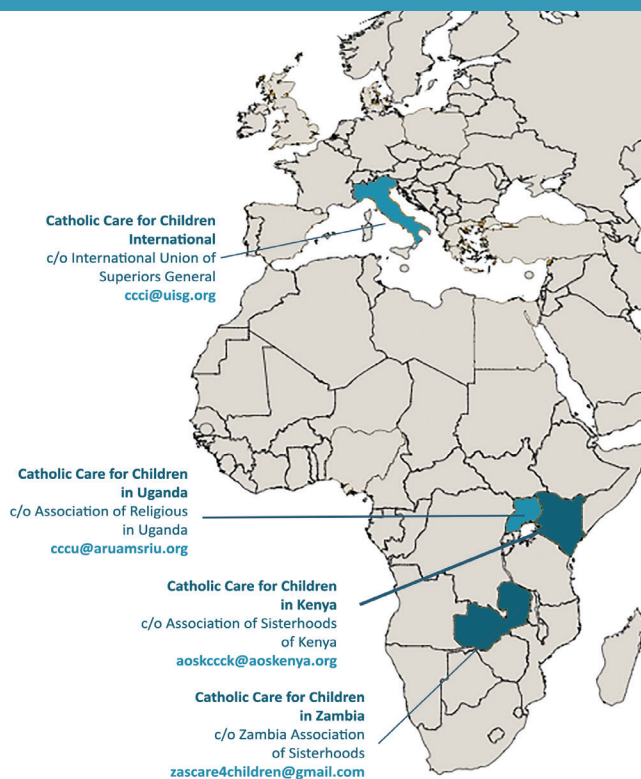 Catholic Care for Children
International
c/o International Union of
Superiors General
ccci@uisg.org
Catholic Care for Children
in Uganda
c/o Association of Religious
in Uganda
cccu@aruamsriu.org
Catholic Care for Children
in Kenya
c/o Association of Sisterhoods
of Kenya
aoskccck@aoskenya.org
Catholic Care for Children
in Zambia
c/o Zambia Association
of Sisterhoods
zascare4children@gmail.com